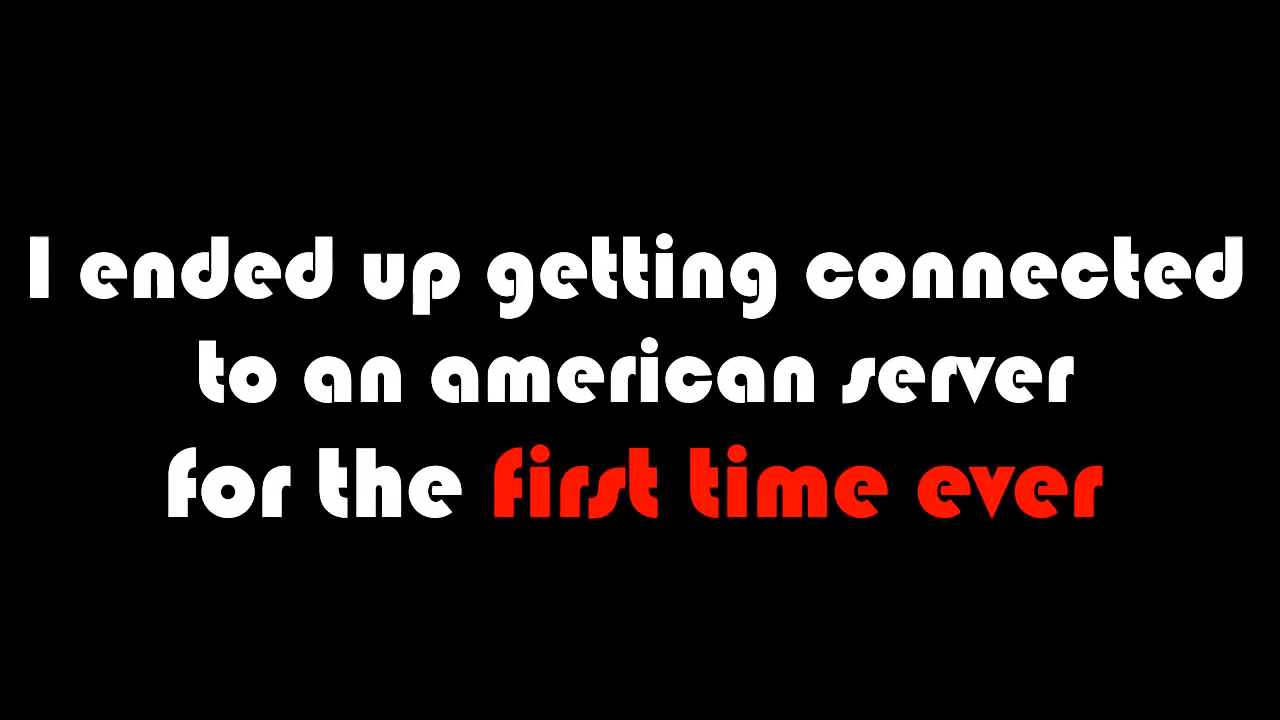 I ended up getting connected
to an american server
for the first time ever